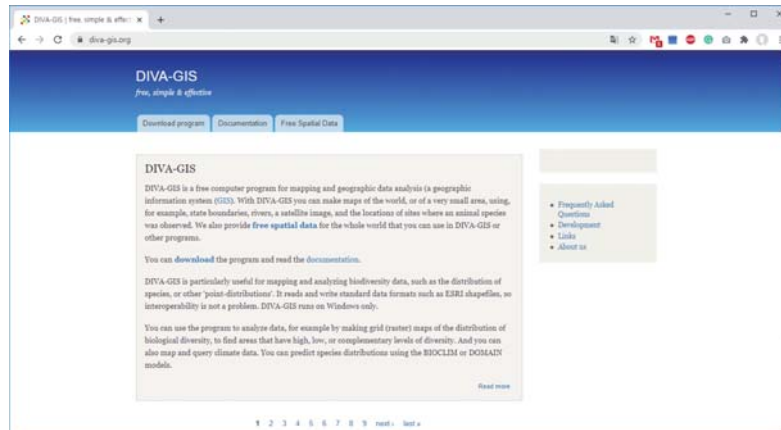 DIVA-GIS | free, simple & effec
diva-gis.org
DIVA-GIS
free, simple & effective
Download program Documentation Free Spatial Data
DIVA-GIS
DIVA-GIS is a free computer program for mapping and geographic data analysis (a geographic
information system (GIS). With DIVA-GIS you can make maps of the world, or of a very small area, using,
for example, state boundaries, rivers, a satellite image, and the locations of sites where an animal species
was observed. We also provide free spatial data for the whole world that you can use in DIVA-GIS or
other programs.
You can download the program and read the documentation.
DIVA-GIS is particularly useful for mapping and analyzing biodiversity data, such as the distribution of
species, or other 'point-distributions'. It reads and write standard data formats such as ESRI shapefiles, so
interoperability is not a problem. DIVA-GIS runs on Windows only.
You can use the program to analyze data, for example by making grid (raster) maps of the distribution of
biological diversity, to find areas that have high, low, or complementary levels of diversity. And you can
also map and query climate data. You can predict species distributions using the BIOCLIM or DOMAIN
models.
Read more
1 2 3 4 5 6 7 8 9 next › last »
Frequently Asked
Questions
Development
Links
About us